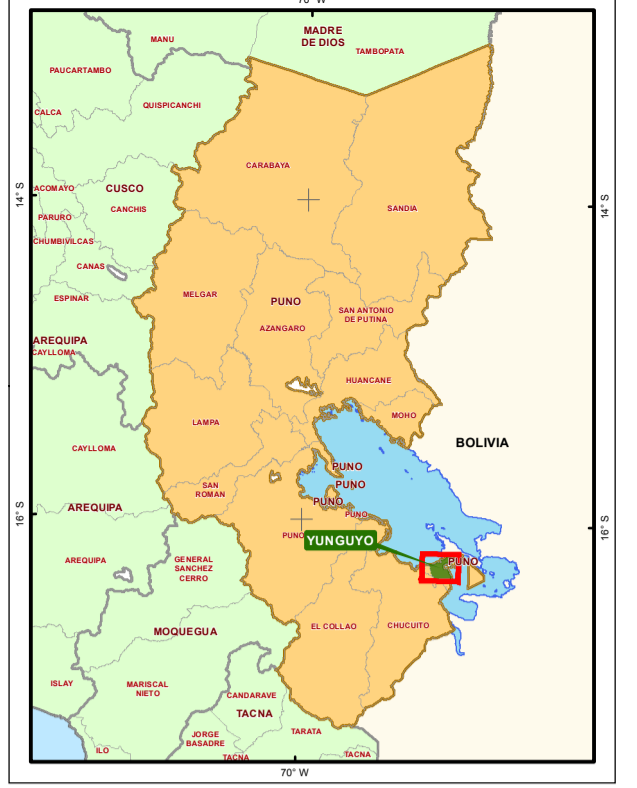 70° W
MANU
MADRE
DE DIOS
TAMBOPATA
PAUCARTAMBO
QUISPICANCHI
CALCA
CARABAYA
ACOMAYO
CUSCO
14° S
CANCHIS
SANDIA
14° S
PARURO
CHUMBIVILCAS
CANAS
MELGAR
ESPINAR
PUNO
SAN ANTONIO
DE PUTINA
AZANGARO
AREQUIPA
CAYLLOMA
HUANCANE
MOHO
LAMPA
BOLIVIA
CAYLLOMA
PUNO
PUNO
SAN
ROMAN
PUNO
AREQUIPA
PUNO
16° S
16° S
PUNO
YUNGUYO
AREQUIPA
GENERAL
SANCHEZ
CERRO
PUNO
EL COLLAO
CHUCUITO
MOQUEGUA
ISLAY
MARISCAL
NIETO
CANDARAVE
TACNA
JORGE
BASADRE
TARATA
ILO
TACNA
TACNA
70° W